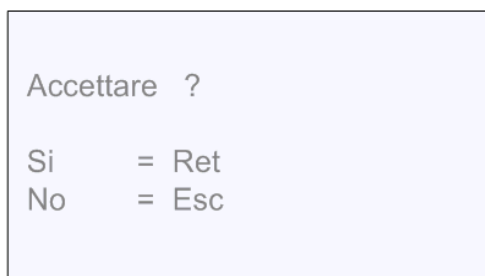 Accettare ?
Si = Ret
No = Esc